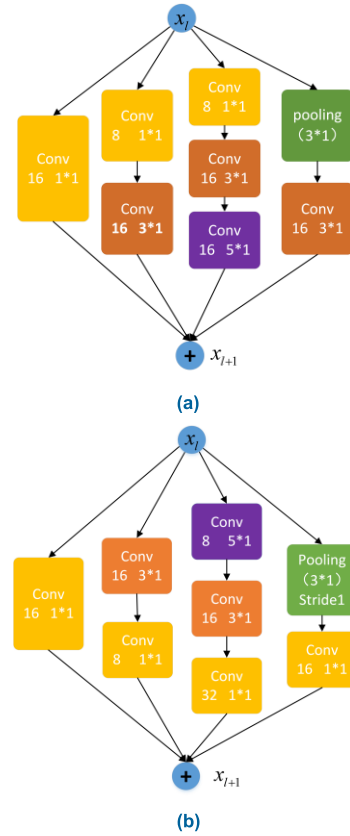 x_l
Conv
16 1*1
Conv
8 1*1
Conv
16 3*1
Conv
8 1*1
Conv
16 3*1
Conv
16 5*1
pooling
（3*1）
Conv
16 3*1
+ x_{l+1}
(a)
x_l
Conv
16 1*1
Conv
16 3*1
Conv
8 1*1
Conv
8 5*1
Conv
16 3*1
Conv
32 1*1
Pooling
(3*1)
Stride1
Conv
16 1*1
+ x_{l+1}
(b)